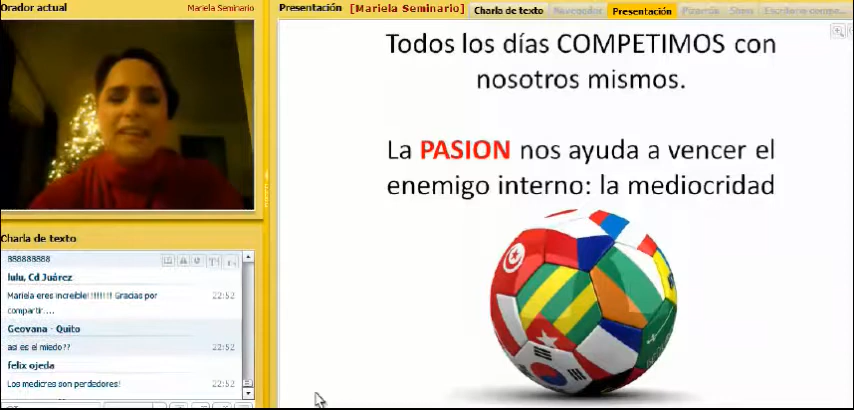 Orador actual
Mariela Seminario
Presentación
[Mariela Seminario]
Charla de texto
Navegador
Presentación
Pizarra
Todos los días COMPETIMOS con
nosotros mismos.
La PASION nos ayuda a vencer el
enemigo interno: la mediocridad
Charla de texto
888888888
lulu, Cd Juárez
Mariela eres increible!!!!!!!! Gracias por
compartir....
22:52
Geovana - Quito
asi es el miedo??
22:52
felix ojeda
Los medicres son perdedores!
22:52